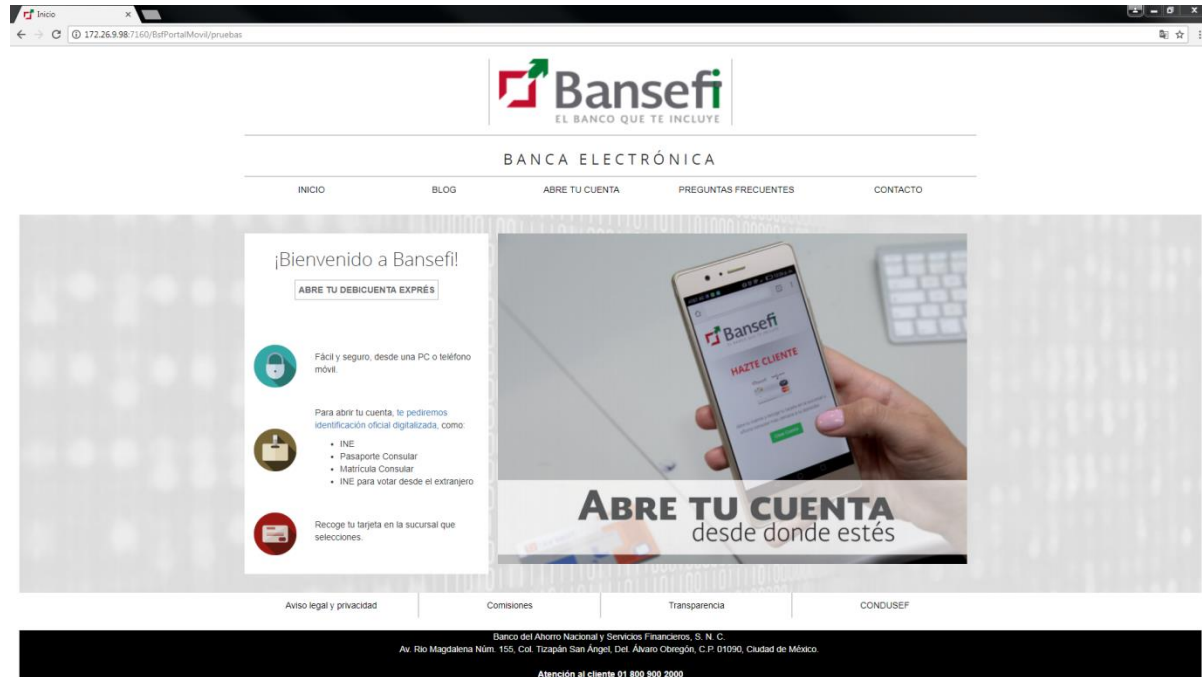 Inicio
172.26.9.98:7160/BsfPortalMovil/pruebas
Bansefi
EL BANCO QUE TE INCLUYE
BANCA ELECTRÓNICA
INICIO BLOG ABRE TU CUENTA PREGUNTAS FRECUENTES CONTACTO
¡Bienvenido a Bansefi!
ABRE TU DEBICUENTA EXPRÉS
Fácil y seguro, desde una PC o teléfono
móvil.
Para abrir tu cuenta, te pediremos
identificación oficial digitalizada, como:
• INE
• Pasaporte Consular
• Matrícula Consular
• INE para votar desde el extranjero
Recoge tu tarjeta en la sucursal que
selecciones.
Bansefi
HAZTE CLIENTE
ABRE TU CUENTA
desde donde estés
Aviso legal y privacidad Comisiones Transparencia CONDUSEF
Banco del Ahorro Nacional y Servicios Financieros, S. N. C.
Av. Río Magdalena Núm. 155, Col. Tizapán San Ángel, Del. Álvaro Obregón, C.P. 01090, Ciudad de México.
Atención al cliente 01 800 900 2000